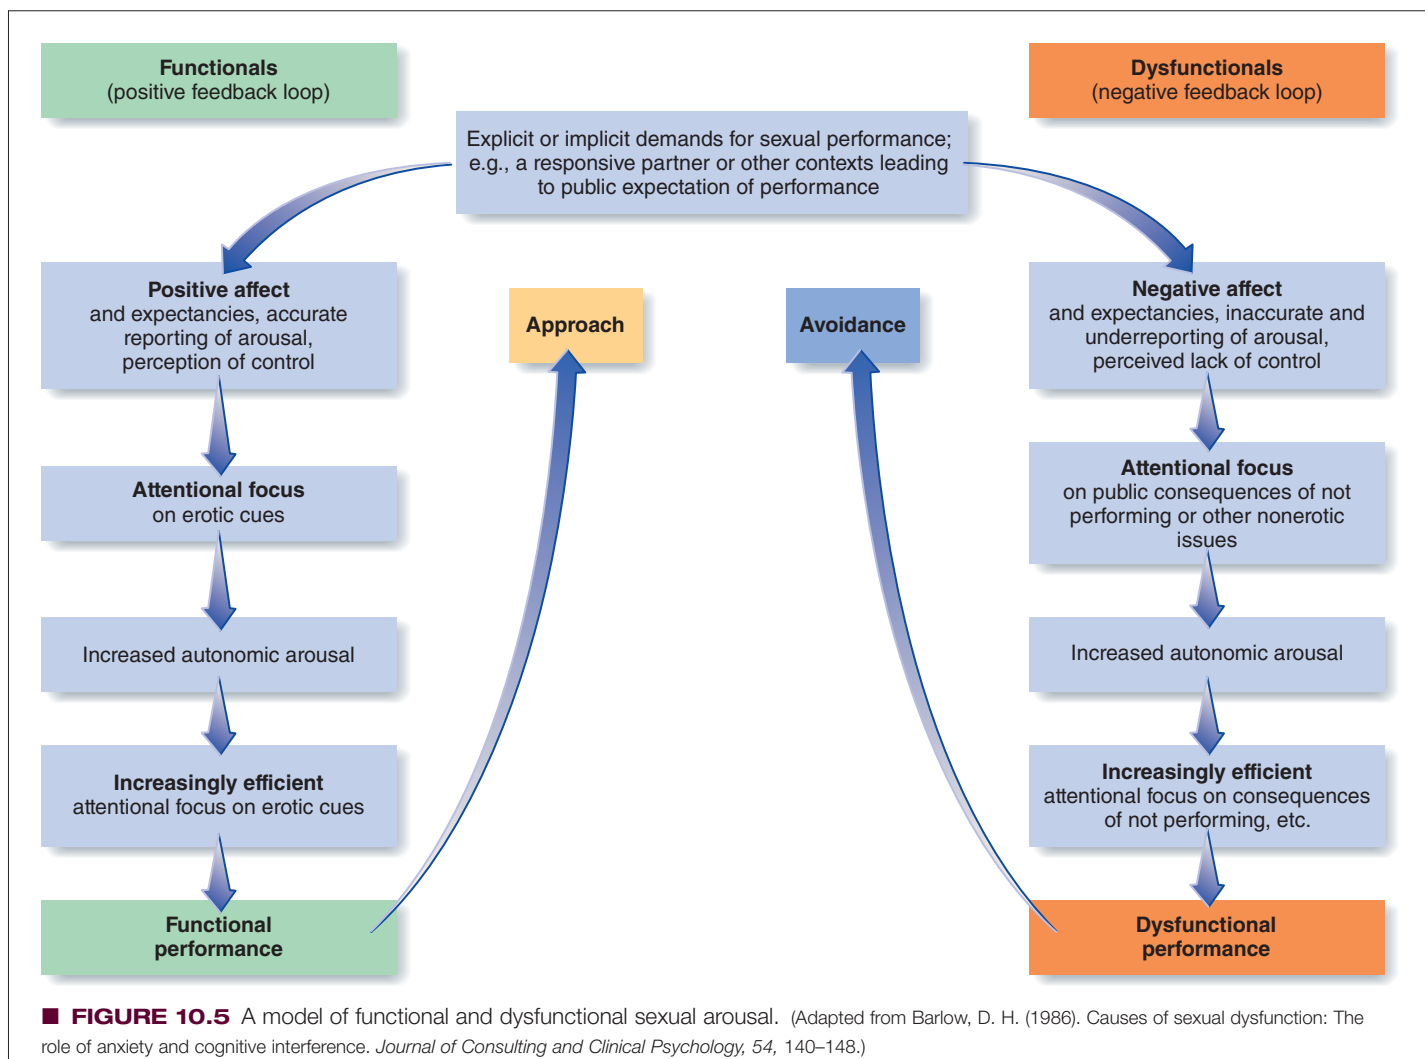 Functionals
(positive feedback loop)
Dysfunctionals
(negative feedback loop)
Explicit or implicit demands for sexual performance;
e.g., a responsive partner or other contexts leading
to public expectation of performance
Positive affect
and expectancies, accurate
reporting of arousal,
perception of control
Approach
Avoidance
Negative affect
and expectancies, inaccurate and
underreporting of arousal,
perceived lack of control
Attentional focus
on erotic cues
Attentional focus
on public consequences of not
performing or other nonerotic
issues
Increased autonomic arousal
Increased autonomic arousal
Increasingly efficient
attentional focus on erotic cues
Increasingly efficient
attentional focus on consequences
of not performing, etc.
Functional
performance
Dysfunctional
performance
■ FIGURE 10.5 A model of functional and dysfunctional sexual arousal. (Adapted from Barlow, D. H. (1986). Causes of sexual dysfunction: The
role of anxiety and cognitive interference. Journal of Consulting and Clinical Psychology, 54, 140–148.)